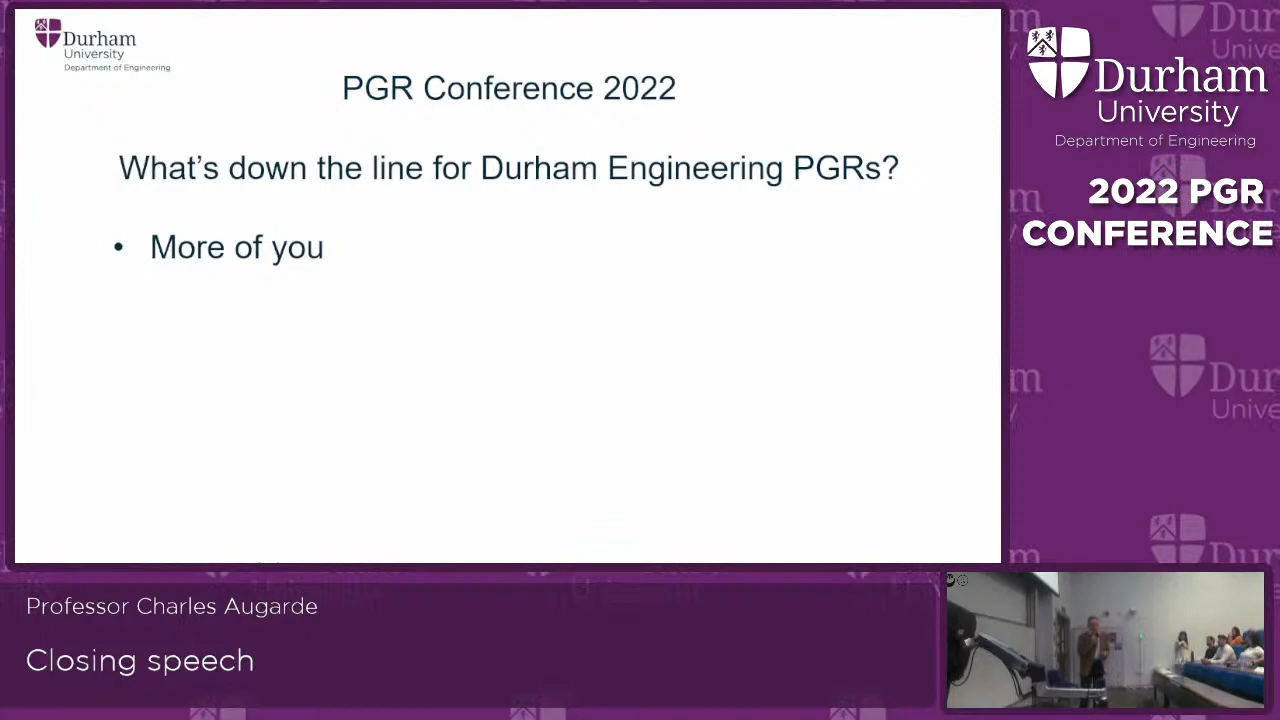 Durham
University
Department of Engineering
PGR Conference 2022
What's down the line for Durham Engineering PGRs?
• More of you
Durham
University
Department of Engineering
2022 PGR
CONFERENCE
Professor Charles Augarde
Closing speech